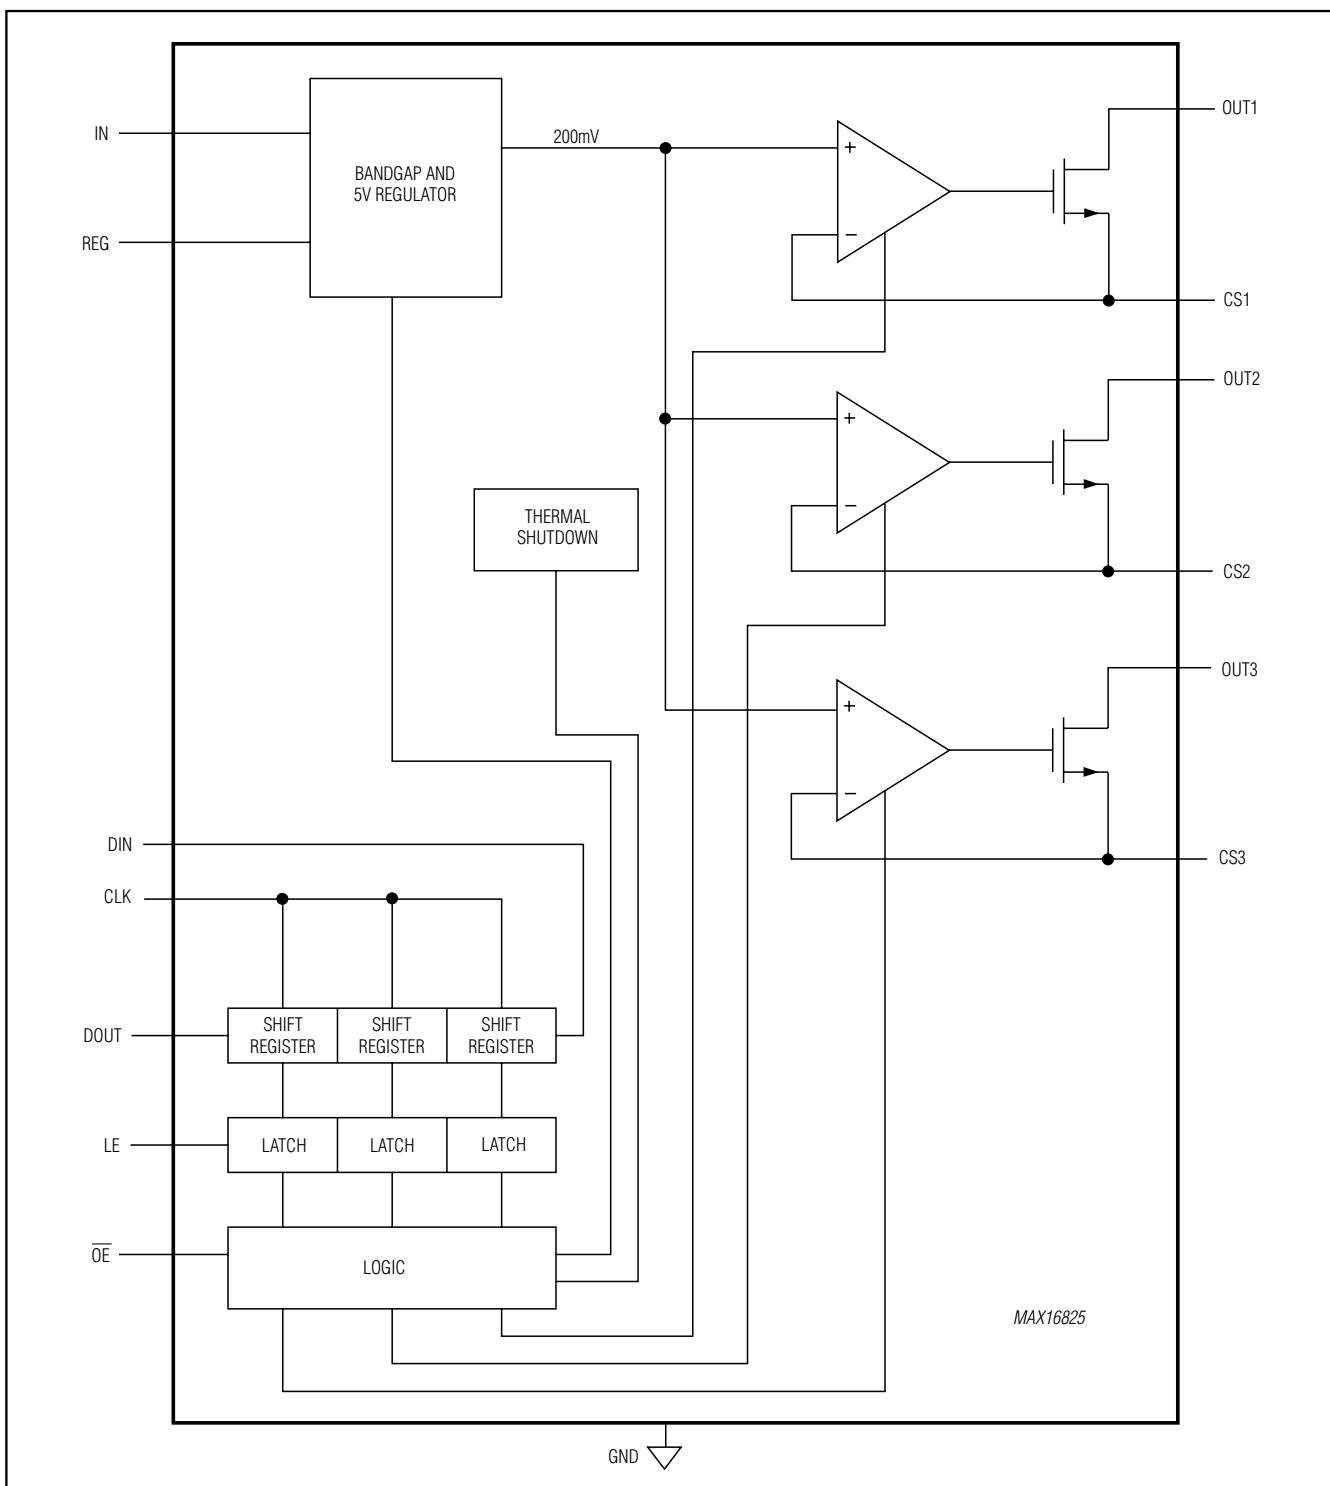 OUT1
IN
200mV
BANDGAP AND
5V REGULATOR
+
REG
−
CS1
OUT2
+
THERMAL
SHUTDOWN
−
CS2
OUT3
+
−
DIN
CS3
CLK
DOUT
SHIFT
REGISTER
SHIFT
REGISTER
SHIFT
REGISTER
LE
LATCH
LATCH
LATCH
O̅E̅
LOGIC
MAX16825
GND